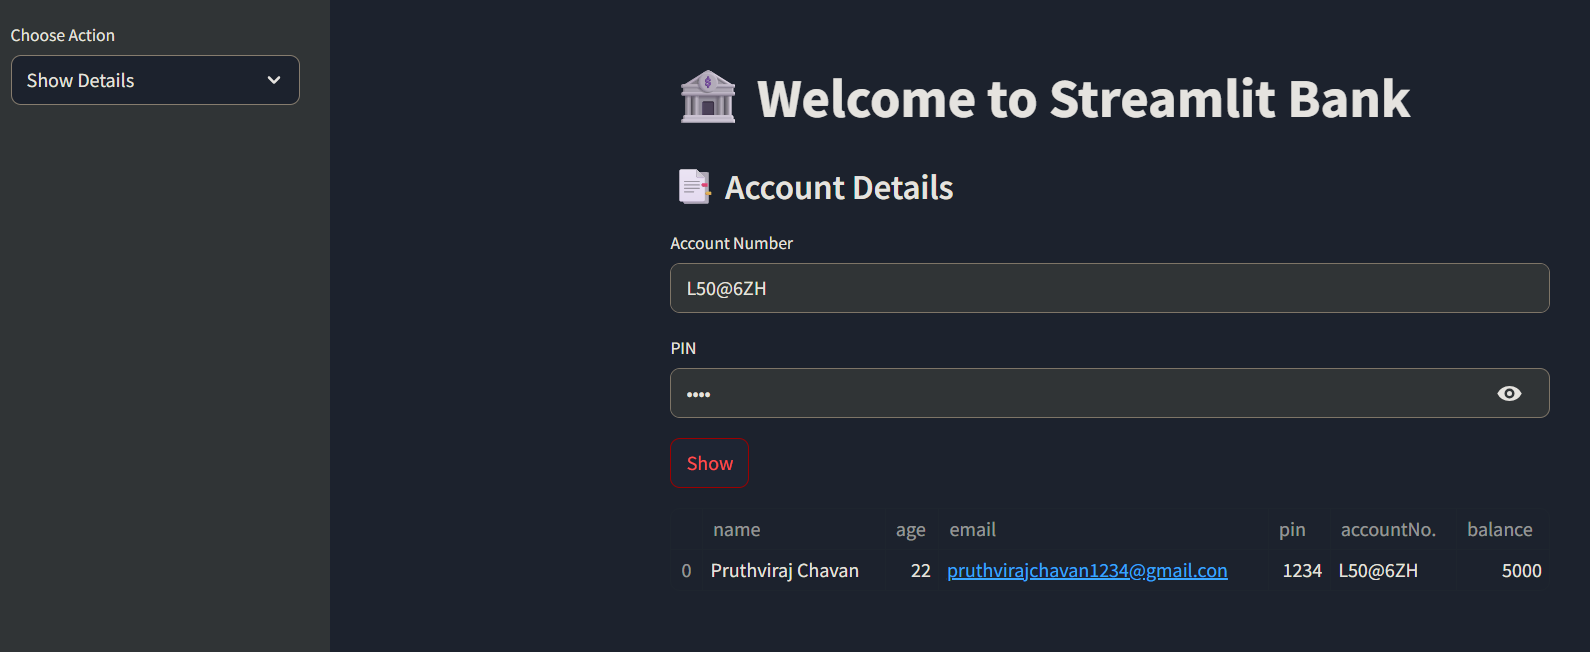 Choose Action
Show Details
Welcome to Streamlit Bank
Account Details
Account Number
L50@6ZH
PIN
••••
Show
name age email pin accountNo. balance
0 Pruthviraj Chavan 22 pruthvirajchavan1234@gmail.con 1234 L50@6ZH 5000